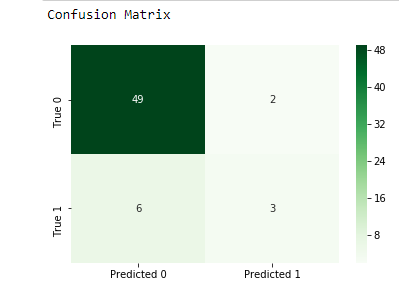 Confusion Matrix
True 0
49
2
True 1
6
3
Predicted 0
Predicted 1
48
40
32
24
16
8